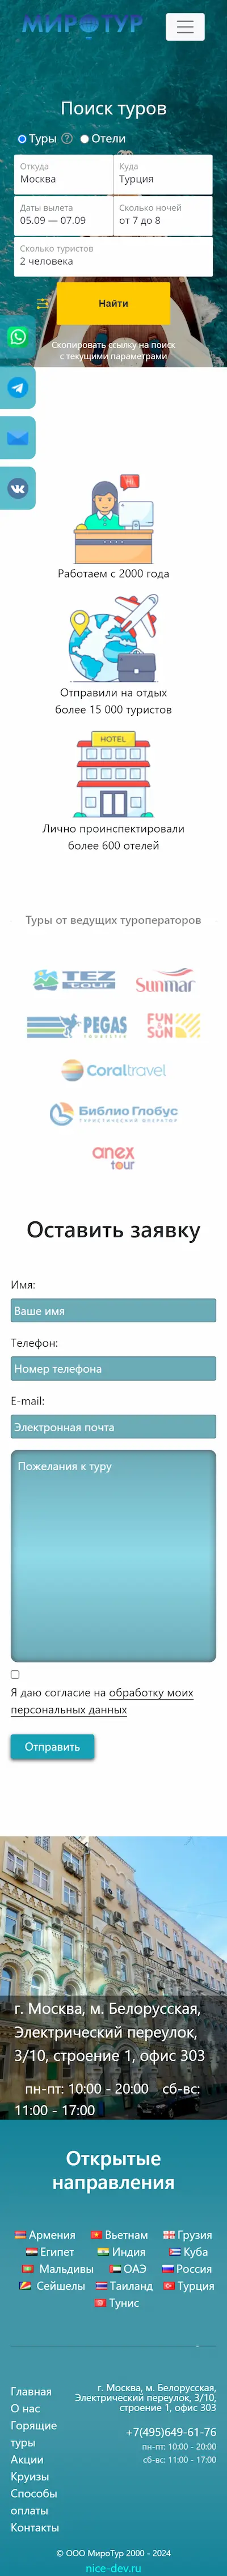 МИРОТУР
Поиск туров
Туры ? Отели
Откуда
Москва
Куда
Турция
Даты вылета
05.09 — 07.09
Сколько ночей
от 7 до 8
Сколько туристов
2 человека
Найти
Скопировать ссылку на поиск
с текущими параметрами
Hi
Работаем с 2000 года
Отправили на отдых
более 15 000 туристов
HOTEL
Лично проинспектировали
более 600 отелей
Туры от ведущих туроператоров
TEZ tour
Sunmar
PEGAS
TOURISTIK
FUN&SUN
Coraltravel
Библио Глобус
ТУРИСТИЧЕСКИЙ ОПЕРАТОР
anex
tour
Оставить заявку
Имя:
Ваше имя
Телефон:
Номер телефона
E-mail:
Электронная почта
Пожелания к туру
Я даю согласие на обработку моих
персональных данных
Отправить
г. Москва, м. Белорусская,
Электрический переулок,
3/10, строение 1, офис 303
пн-пт: 10:00 - 20:00 сб-вс:
11:00 - 17:00
Открытые
направления
Армения Вьетнам Грузия
Египет Индия Куба
Мальдивы ОАЭ Россия
Сейшелы Таиланд Турция
Тунис
Главная
О нас
Горящие
туры
Акции
Круизы
Способы
оплаты
Контакты
г. Москва, м. Белорусская,
Электрический переулок, 3/10,
строение 1, офис 303
+7(495)649-61-76
пн-пт: 10:00 - 20:00
сб-вс: 11:00 - 17:00
© ООО МироТур 2000 - 2024
nice-dev.ru